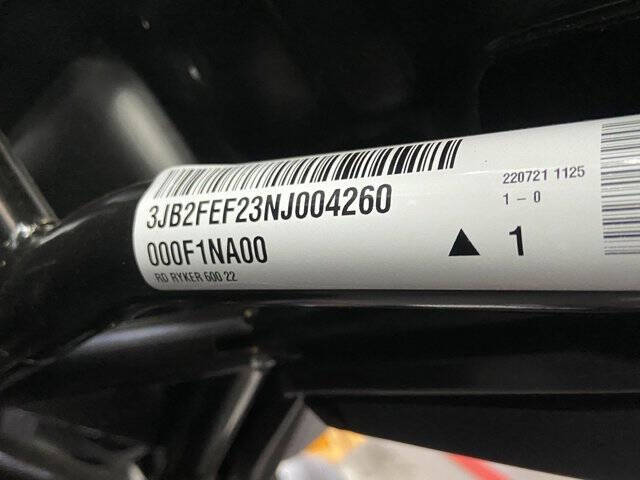 3JB2FEF23NJ004260
000F1NA00
RD RYKER 600 22
220721 1125
1 - 0
▲ 1